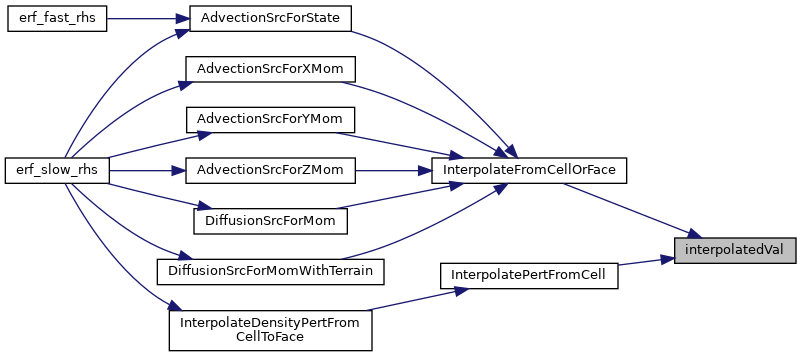 erf_fast_rhs
AdvectionSrcForState
AdvectionSrcForXMom
AdvectionSrcForYMom
erf_slow_rhs
AdvectionSrcForZMom
InterpolateFromCellOrFace
DiffusionSrcForMom
interpolatedVal
DiffusionSrcForMomWithTerrain
InterpolatePertFromCell
InterpolateDensityPertFrom
CellToFace